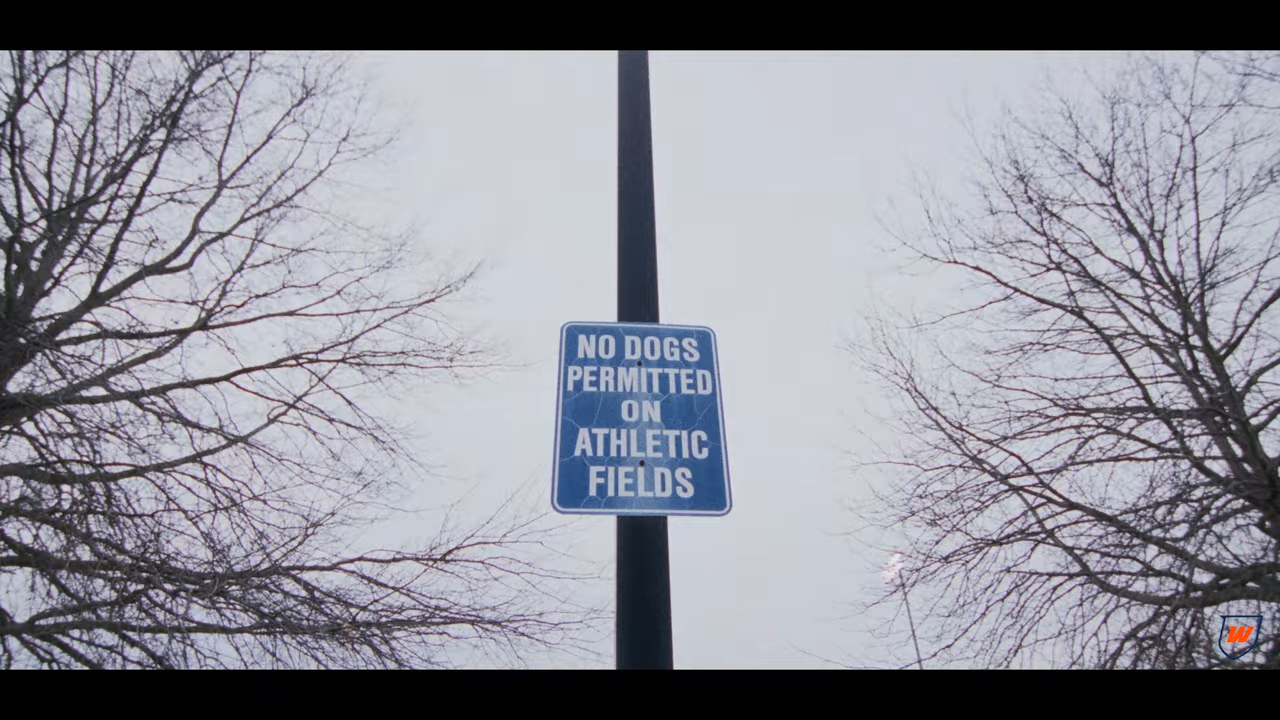 NO DOGS
PERMITTED
ON
ATHLETIC
FIELDS
W